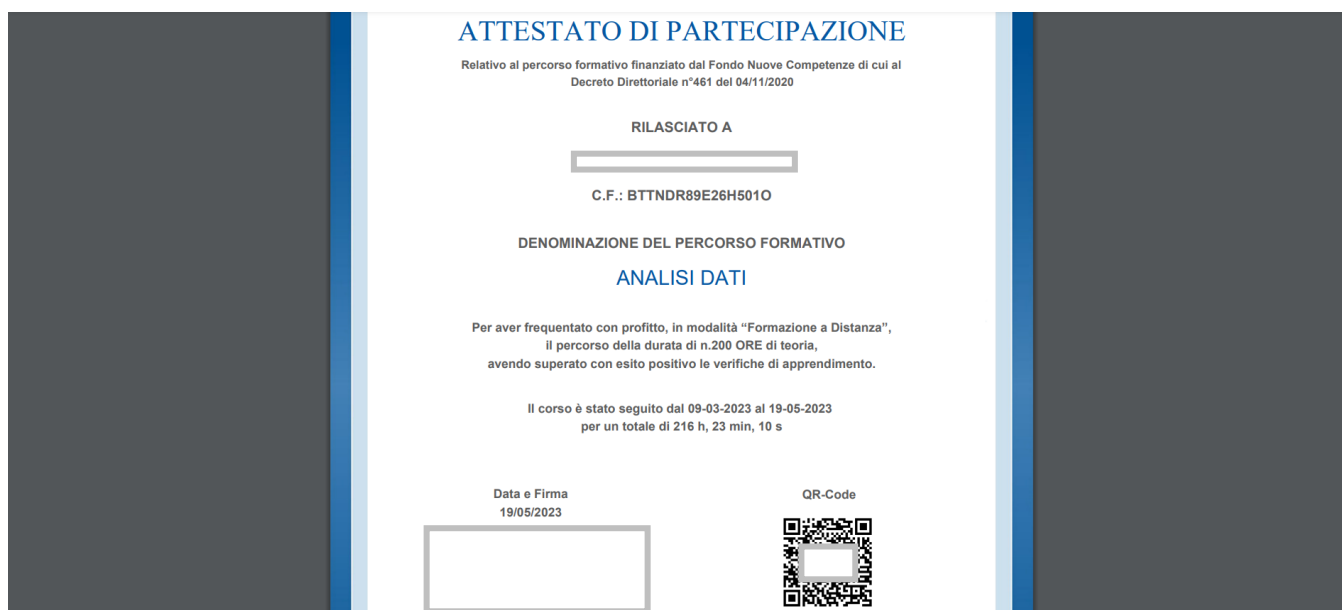 ATTESTATO DI PARTECIPAZIONE
Relativo al percorso formativo finanziato dal Fondo Nuove Competenze di cui al
Decreto Direttoriale n°461 del 04/11/2020
RILASCIATO A
C.F.: BTTNDR89E26H501O
DENOMINAZIONE DEL PERCORSO FORMATIVO
ANALISI DATI
Per aver frequentato con profitto, in modalità “Formazione a Distanza”,
il percorso della durata di n.200 ORE di teoria,
avendo superato con esito positivo le verifiche di apprendimento.
Il corso è stato seguito dal 09-03-2023 al 19-05-2023
per un totale di 216 h, 23 min, 10 s
Data e Firma
19/05/2023
QR-Code